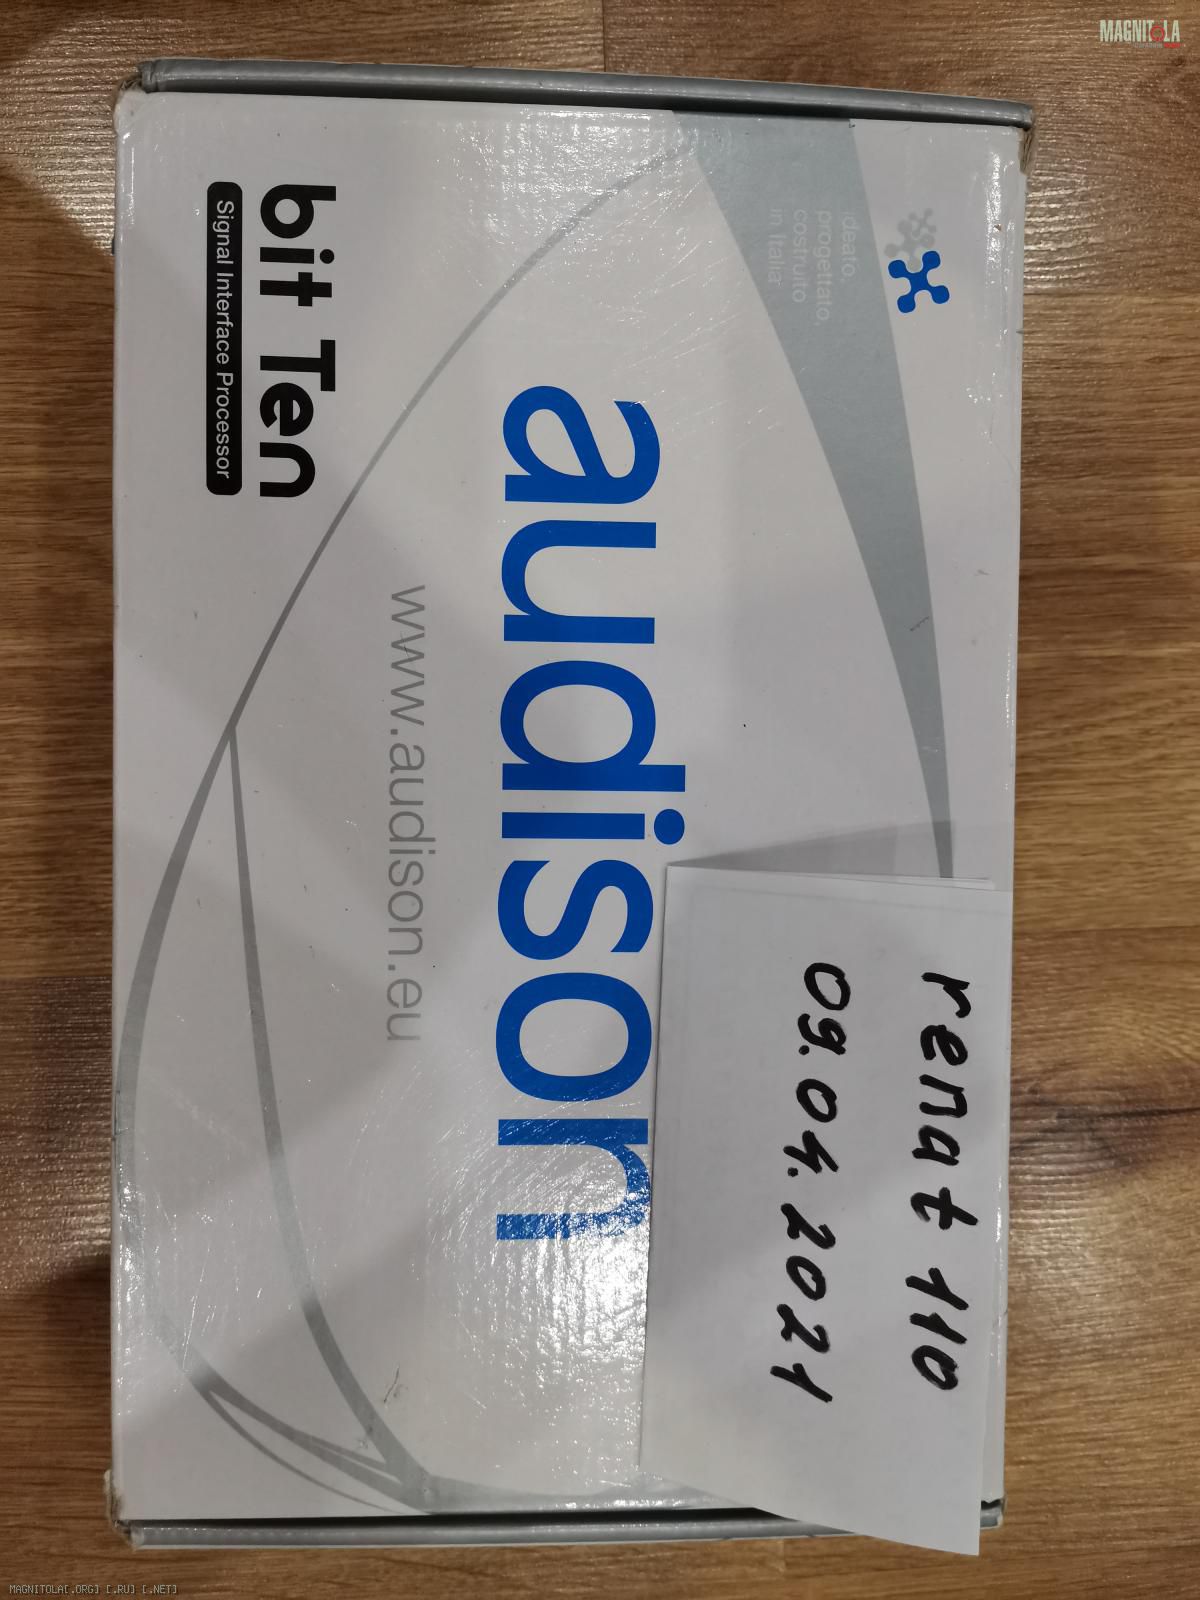 MAGNITOLA
ideato,
progettato,
costruito
in Italia
audison
www.audison.eu
bit Ten
Signal Interface Processor
renat 110
09.04.2021
MAGNITOLA[.ORG] [.RU] [.NET]